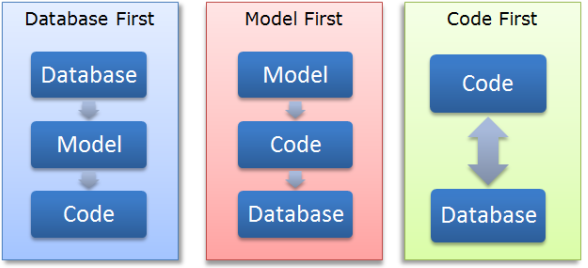 Database First
Database
Model
Code
Model First
Model
Code
Database
Code First
Code
Database